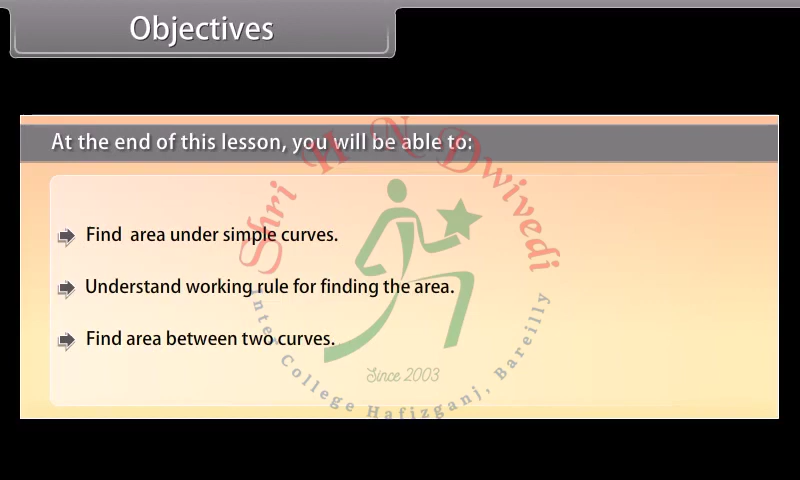 Objectives
At the end of this lesson, you will be able to:
Find area under simple curves.
Understand working rule for finding the area.
Find area between two curves.
Shri H N Dwivedi
Inter College Hafizganj, Bareilly
Since 2003